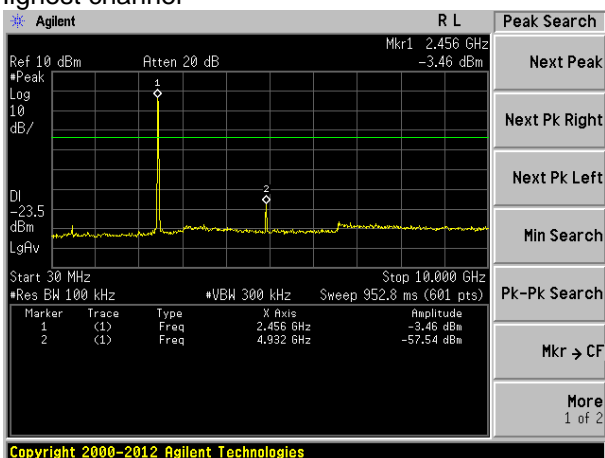 Agilent R L Peak Search
Mkr1 2.456 GHz
Ref 10 dBm Atten 20 dB -3.46 dBm
#Peak
Log
10
dB/
1
2
DI
-23.5
dBm
LgAv
Start 30 MHz Stop 10.000 GHz
#Res BW 100 kHz #VBW 300 kHz Sweep 952.8 ms (601 pts)
Marker Trace Type X Axis Amplitude
1 (1) Freq 2.456 GHz -3.46 dBm
2 (1) Freq 4.932 GHz -57.54 dBm
Next Peak
Next Pk Right
Next Pk Left
Min Search
Pk-Pk Search
Mkr → CF
More
1 of 2
Copyright 2000-2012 Agilent Technologies